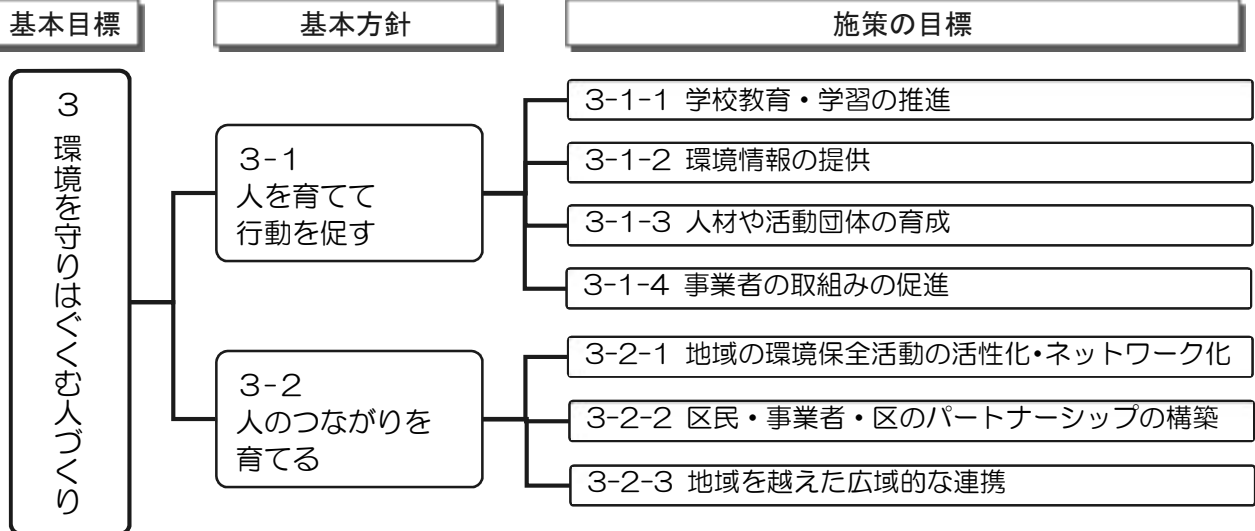 基本目標
基本方針
施策の目標
3 環境を守りはぐくむ人づくり
3-1
人を育てて
行動を促す
3-1-1 学校教育・学習の推進
3-1-2 環境情報の提供
3-1-3 人材や活動団体の育成
3-1-4 事業者の取組みの促進
3-2
人のつながりを
育てる
3-2-1 地域の環境保全活動の活性化・ネットワーク化
3-2-2 区民・事業者・区のパートナーシップの構築
3-2-3 地域を越えた広域的な連携